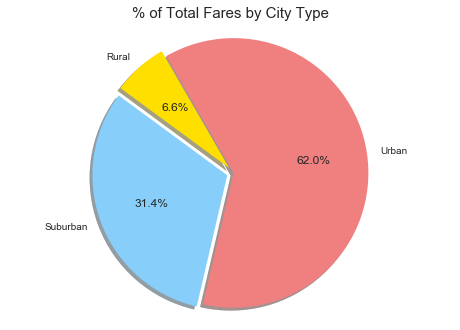 % of Total Fares by City Type
Rural
6.6%
Urban
62.0%
31.4%
Suburban